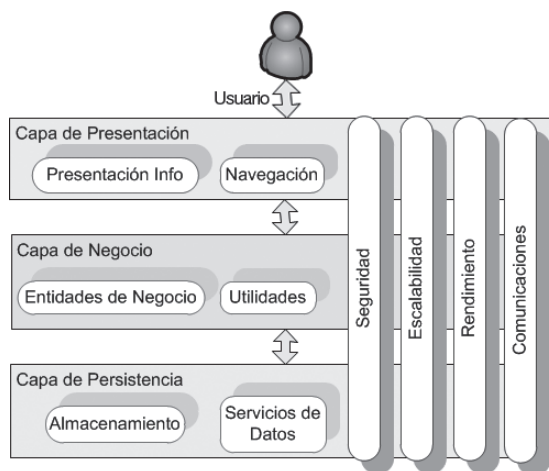 Usuario
Capa de Presentación
Presentación Info
Navegación
Capa de Negocio
Entidades de Negocio
Utilidades
Capa de Persistencia
Almacenamiento
Servicios de
Datos
Seguridad
Escalabilidad
Rendimiento
Comunicaciones